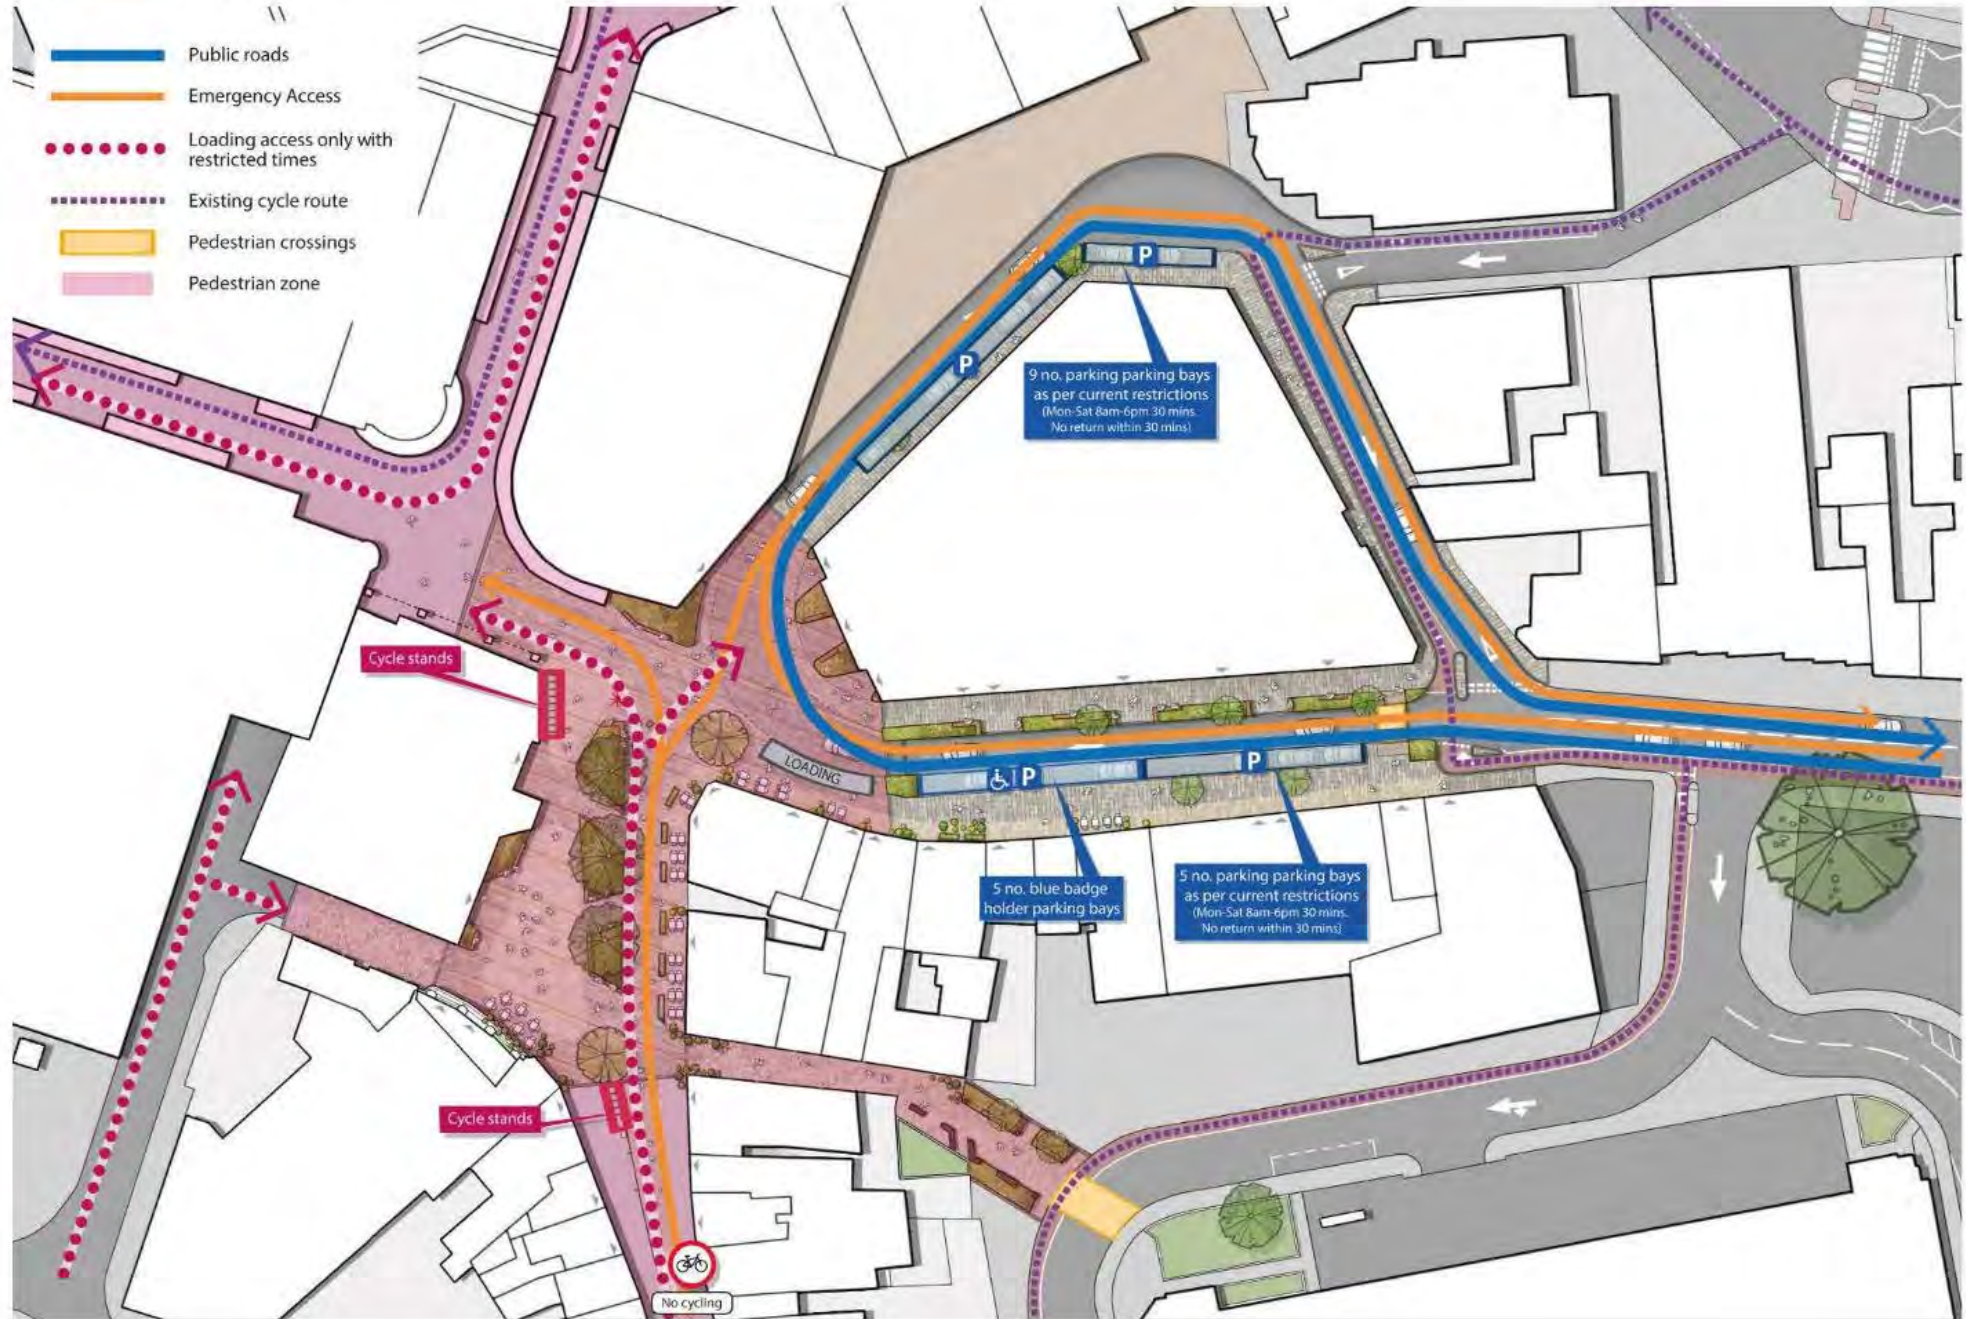 Public roads
Emergency Access
Loading access only with
restricted times
Existing cycle route
Pedestrian crossings
Pedestrian zone
P
P
9 no. parking parking bays
as per current restrictions
(Mon-Sat 8am-6pm 30 mins.
No return within 30 mins)
Cycle stands
LOADING
P
P
5 no. blue badge
holder parking bays
5 no. parking parking bays
as per current restrictions
(Mon-Sat 8am-6pm 30 mins.
No return within 30 mins)
Cycle stands
No cycling